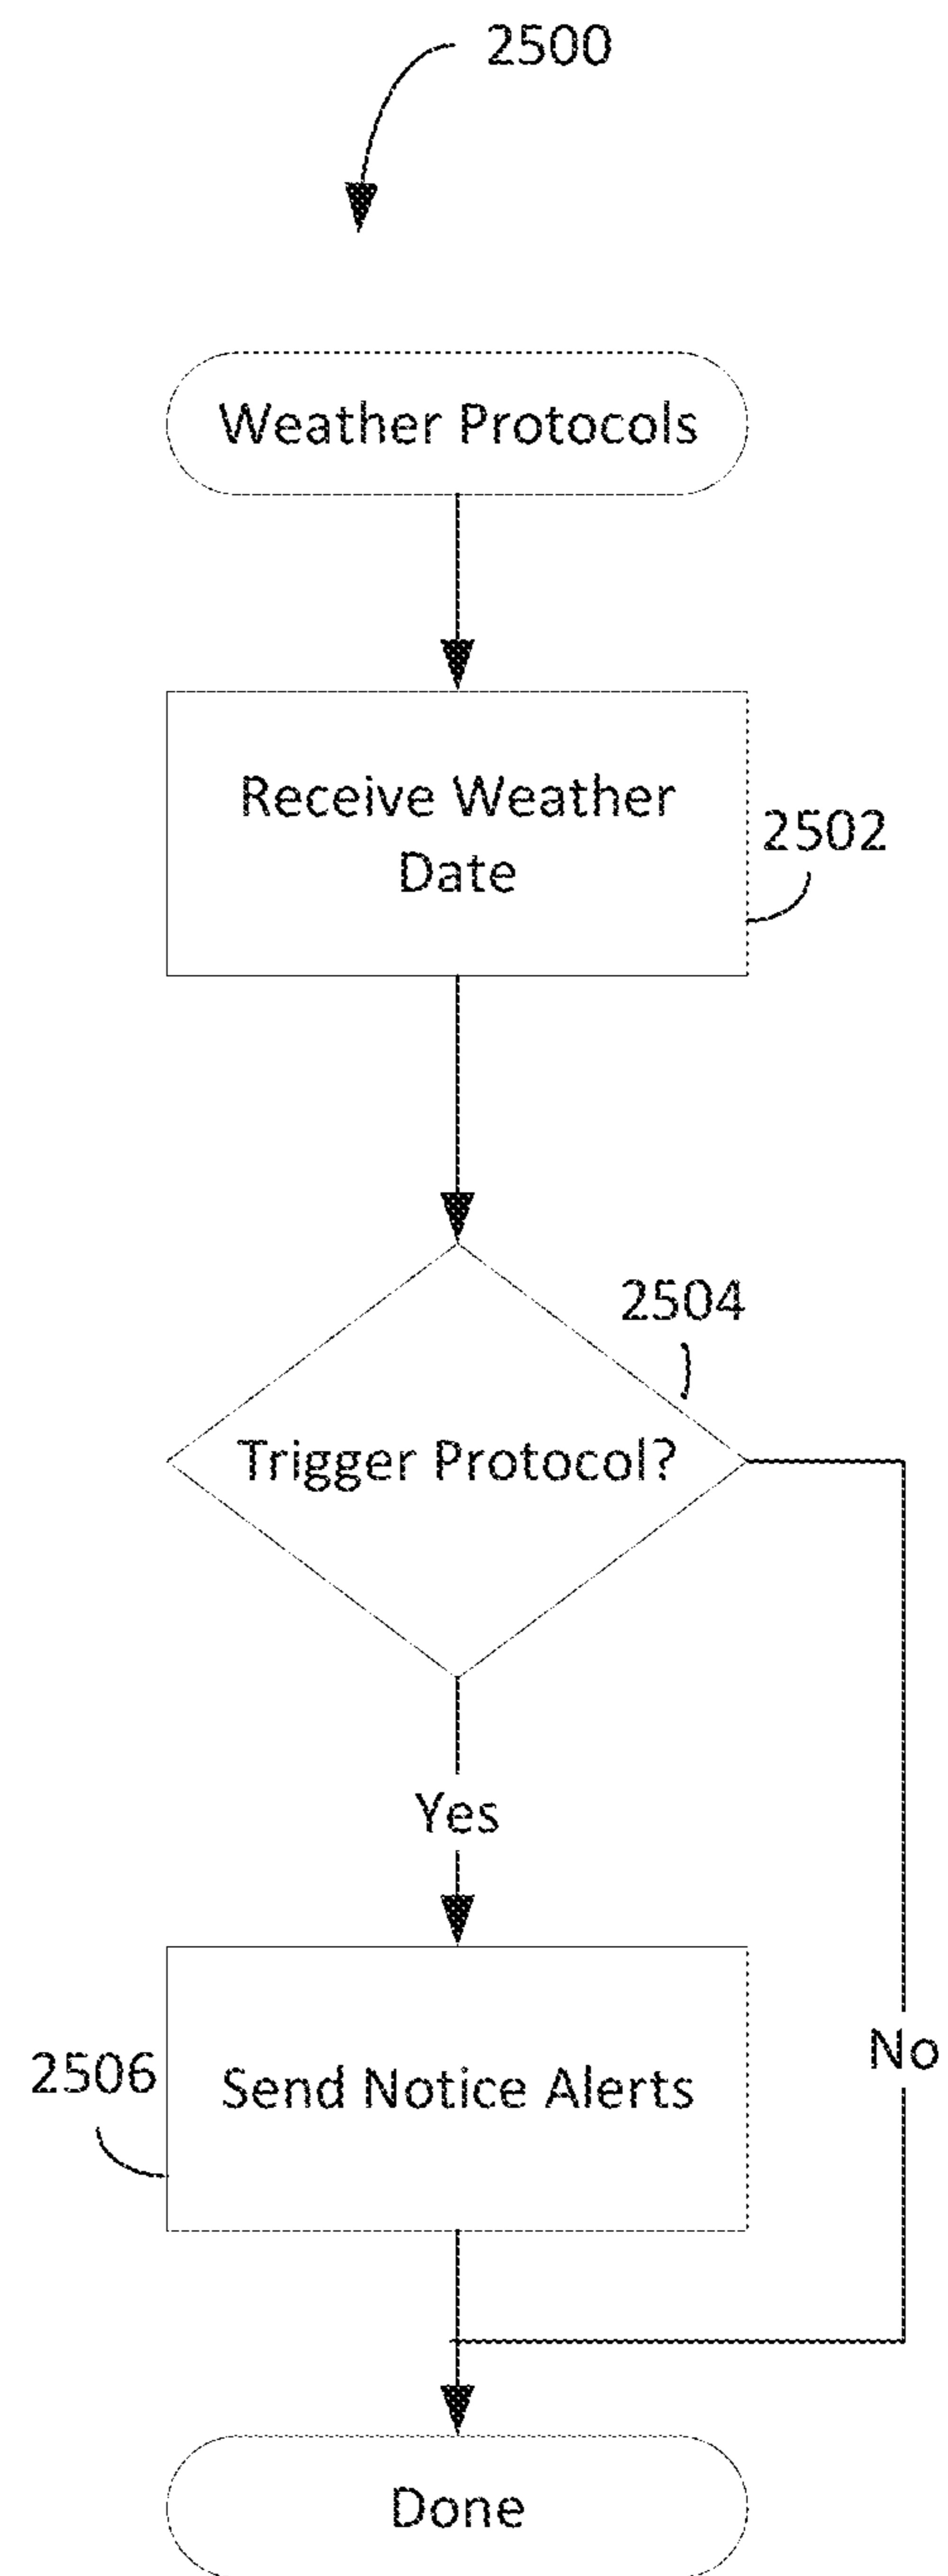 2500
Weather Protocols
Receive Weather
Date
2502
2504
Trigger Protocol?
Yes
No
2506
Send Notice Alerts
Done